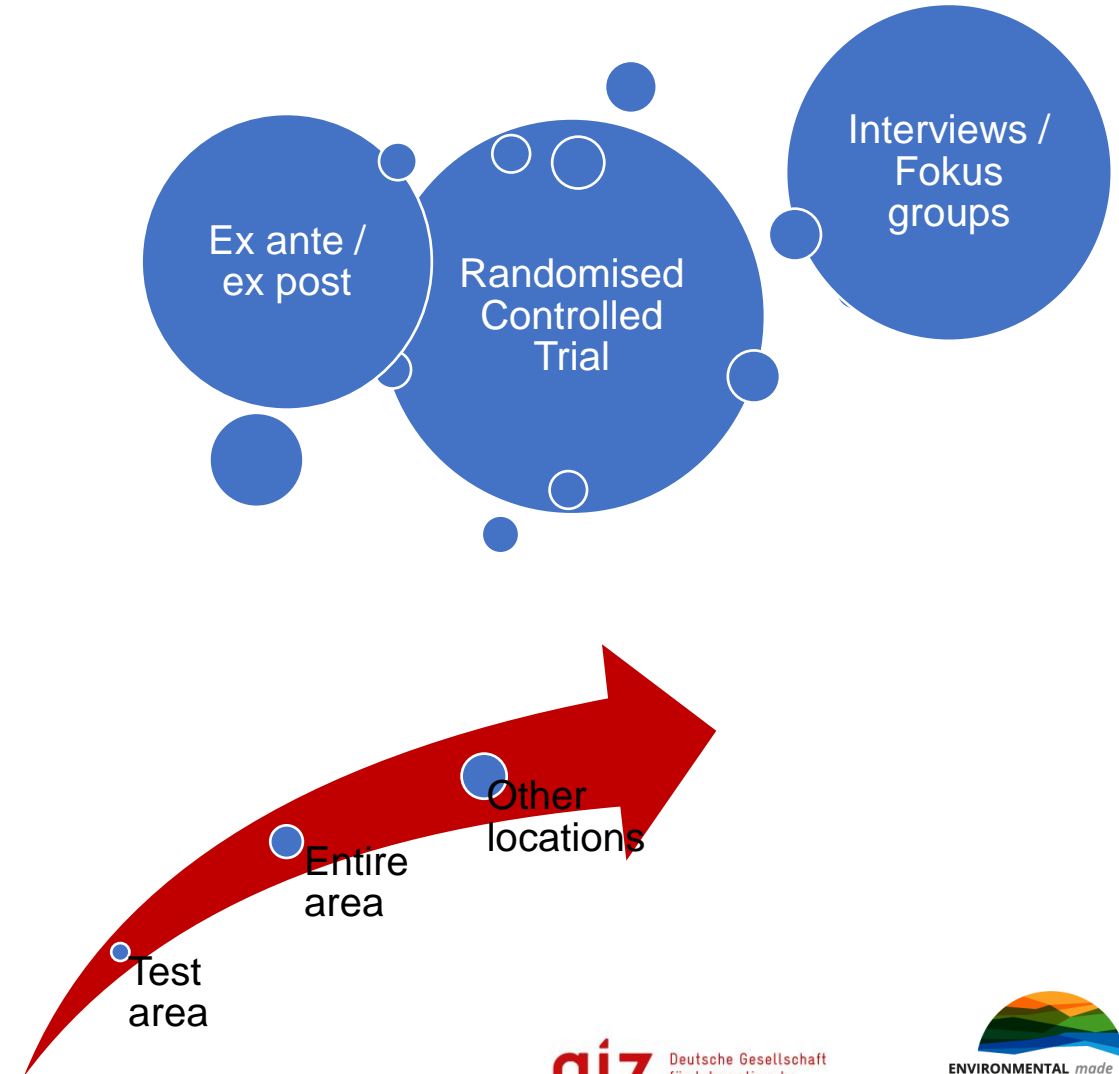 Ex ante /
ex post
Randomised
Controlled
Trial
Interviews /
Fokus
groups
Other
locations
Entire
area
Test
area
giz Deutsche Gesellschaft
ENVIRONMENTAL made